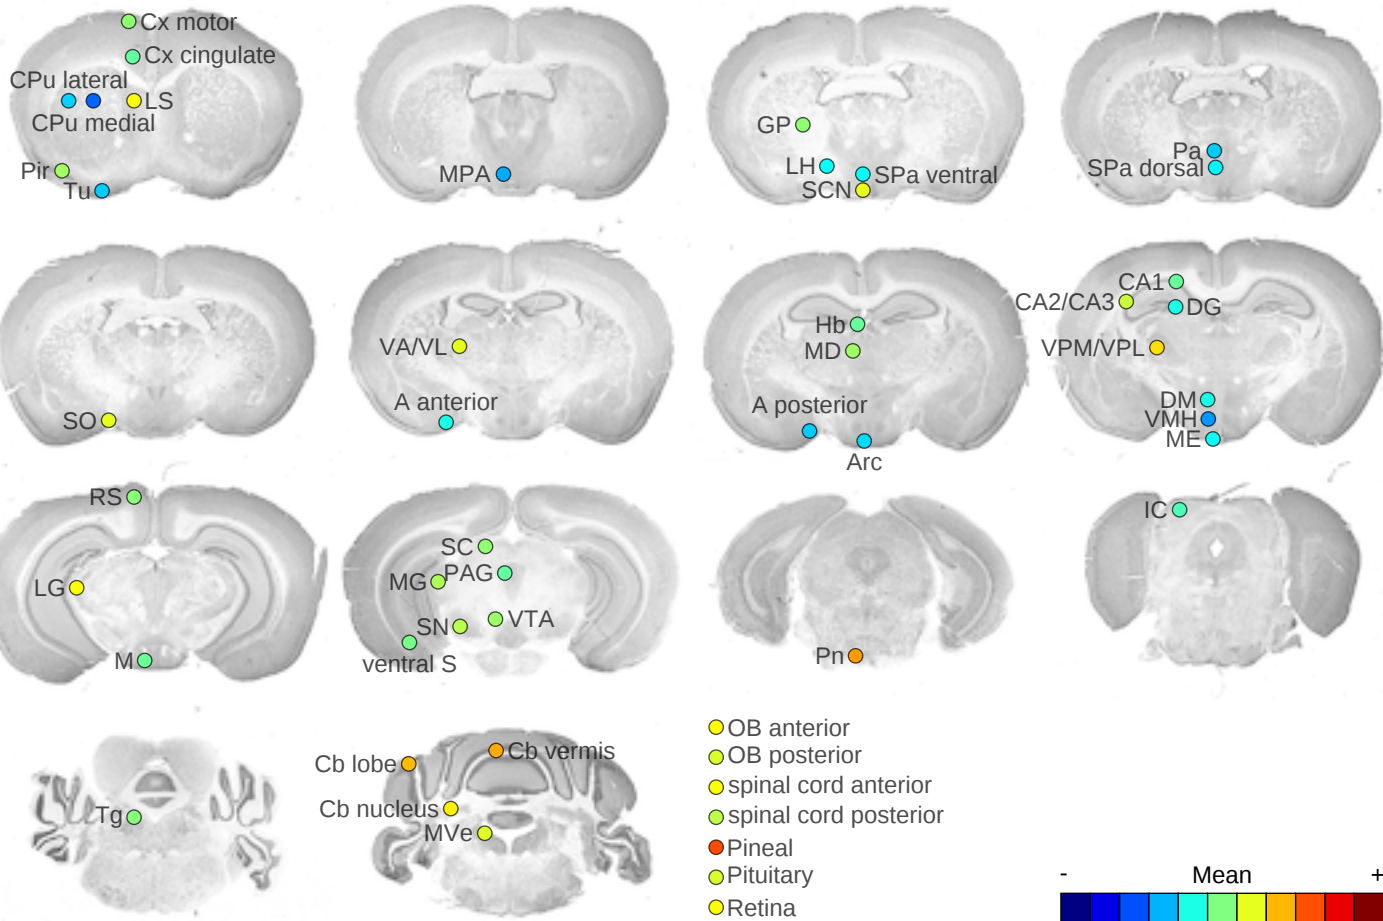 Cx motor
Cx cingulate
CPu lateral
LS
CPu medial
Pir
Tu
MPA
GP
LH
SPa ventral
SCN
Pa
SPa dorsal
SO
VA/VL
A anterior
Hb
MD
A posterior
Arc
CA1
CA2/CA3
DG
VPM/VPL
DM
VMH
ME
RS
LG
M
SC
PAG
MG
VTA
SN
ventral S
Pn
IC
Tg
Cb lobe
Cb vermis
Cb nucleus
MVe
OB anterior
OB posterior
spinal cord anterior
spinal cord posterior
Pineal
Pituitary
Retina
- Mean +